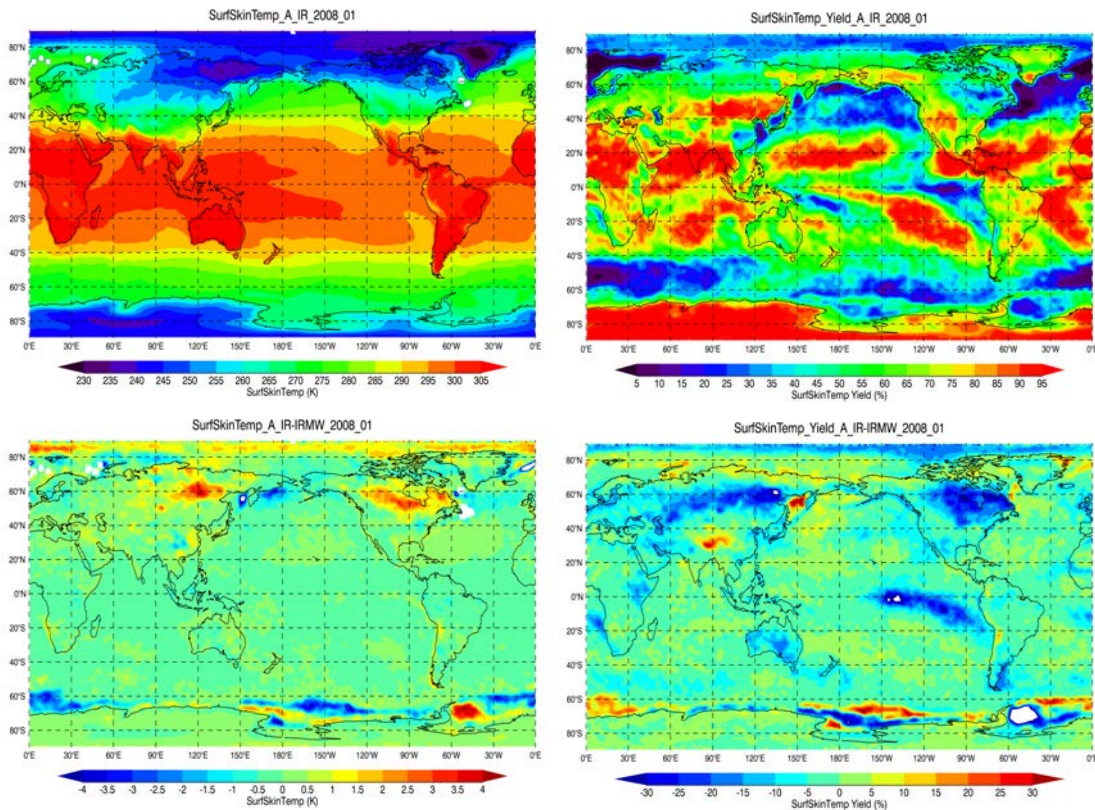 SurfSkinTemp_A_IR_2008_01
80°N
60°N
40°N
20°N
0°N
20°S
40°S
60°S
80°S
0°E 30°E 60°E 90°E 120°E 150°E 180°E 150°W 120°W 90°W 60°W 30°W 0°E
230 235 240 245 250 255 260 265 270 275 280 285 290 295 300 305
SurfSkinTemp (K)
SurfSkinTemp_Yield_A_IR_2008_01
80°N
60°N
40°N
20°N
0°N
20°S
40°S
60°S
80°S
0°E 30°E 60°E 90°E 120°E 150°E 180°E 150°W 120°W 90°W 60°W 30°W 0°E
5 10 15 20 25 30 35 40 45 50 55 60 65 70 75 80 85 90 95
SurfSkinTemp Yield (%)
SurfSkinTemp_A_IR-IRMW_2008_01
80°N
60°N
40°N
20°N
0°N
20°S
40°S
60°S
80°S
0°E 30°E 60°E 90°E 120°E 150°E 180°E 150°W 120°W 90°W 60°W 30°W 0°E
-4 -3.5 -3 -2.5 -2 -1.5 -1 -0.5 0 0.5 1 1.5 2 2.5 3 3.5 4
SurfSkinTemp (K)
SurfSkinTemp_Yield_A_IR-IRMW_2008_01
80°N
60°N
40°N
20°N
0°N
20°S
40°S
60°S
80°S
0°E 30°E 60°E 90°E 120°E 150°E 180°E 150°W 120°W 90°W 60°W 30°W 0°E
-30 -25 -20 -15 -10 -5 0 5 10 15 20 25 30
SurfSkinTemp Yield (%)